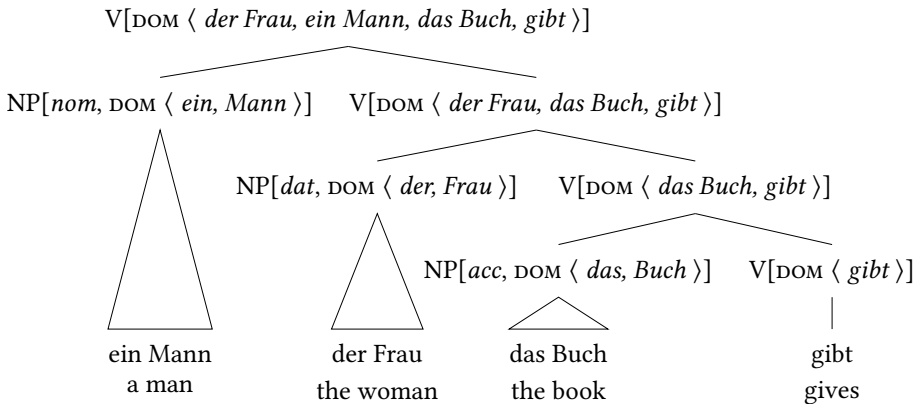 V[DOM ⟨ der Frau, ein Mann, das Buch, gibt ⟩]
NP[nom, DOM ⟨ ein, Mann ⟩] V[DOM ⟨ der Frau, das Buch, gibt ⟩]
NP[dat, DOM ⟨ der, Frau ⟩] V[DOM ⟨ das Buch, gibt ⟩]
NP[acc, DOM ⟨ das, Buch ⟩] V[DOM ⟨ gibt ⟩]
ein Mann der Frau das Buch gibt
a man the woman the book gives